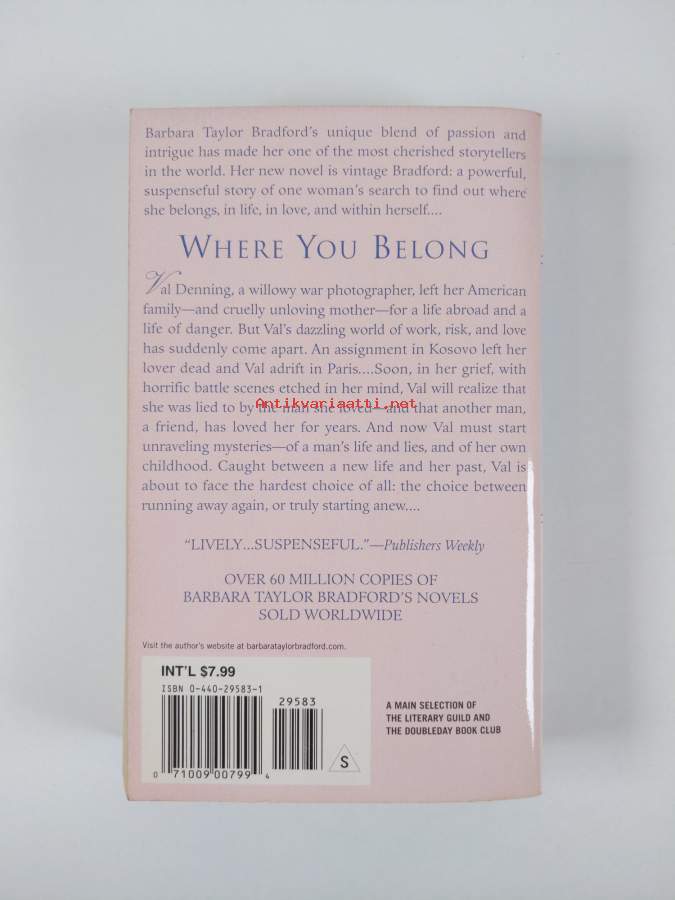 Barbara Taylor Bradford's unique blend of passion and
intrigue has made her one of the most cherished storytellers
in the world. Her new novel is vintage Bradford: a powerful,
suspenseful story of one woman's search to find out where
she belongs, in life, in love, and within herself....
WHERE YOU BELONG
Val Denning, a willowy war photographer, left her American
family—and cruelly unloving mother—for a life abroad and a
life of danger. But Val's dazzling world of work, risk, and love
has suddenly come apart. An assignment in Kosovo left her
lover dead and Val adrift in Paris....Soon, in her grief, with
horrific battle scenes etched in her mind, Val will realize that
she was lied to by the man she loved—and that another man,
Antikvariaatti.net
a friend, has loved her for years. And now Val must start
unraveling mysteries—of a man's life and lies, and of her own
childhood. Caught between a new life and her past, Val is
about to face the hardest choice of all: the choice between
running away again, or truly starting anew....
"LIVELY...SUSPENSEFUL."—Publishers Weekly
OVER 60 MILLION COPIES OF
BARBARA TAYLOR BRADFORD'S NOVELS
SOLD WORLDWIDE
Visit the author's website at barbarataylorbradford.com.
INT'L $7.99
ISBN 0-440-29583-1
29583
0 71009 00799 4
S
A MAIN SELECTION OF
THE LITERARY GUILD AND
THE DOUBLEDAY BOOK CLUB